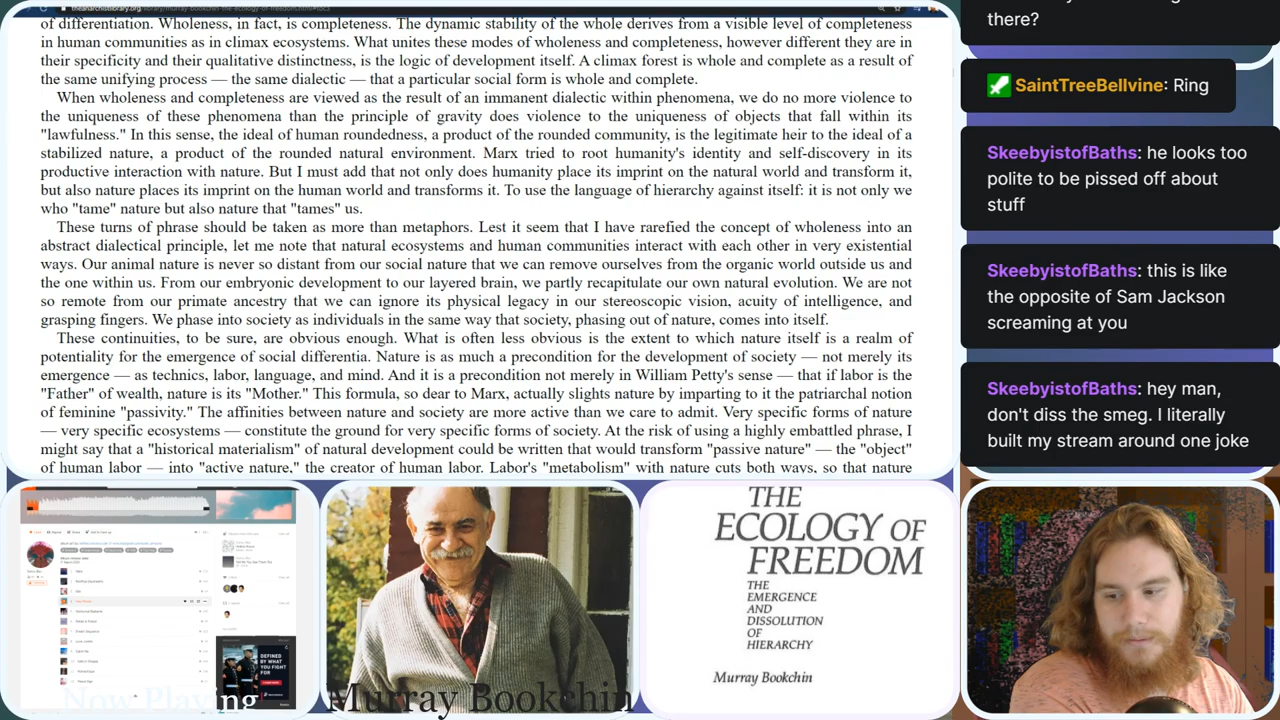 theanarchistlibrary.org/library/murray-bookchin-the-ecology-of-freedom.html#toc3
of differentiation. Wholeness, in fact, is completeness. The dynamic stability of the whole derives from a visible level of completeness
in human communities as in climax ecosystems. What unites these modes of wholeness and completeness, however different they are in
their specificity and their qualitative distinctness, is the logic of development itself. A climax forest is whole and complete as a result of
the same unifying process — the same dialectic — that a particular social form is whole and complete.
When wholeness and completeness are viewed as the result of an immanent dialectic within phenomena, we do no more violence to
the uniqueness of these phenomena than the principle of gravity does violence to the uniqueness of objects that fall within its
"lawfulness." In this sense, the ideal of human roundedness, a product of the rounded community, is the legitimate heir to the ideal of a
stabilized nature, a product of the rounded natural environment. Marx tried to root humanity's identity and self-discovery in its
productive interaction with nature. But I must add that not only does humanity place its imprint on the natural world and transform it,
but also nature places its imprint on the human world and transforms it. To use the language of hierarchy against itself: it is not only we
who "tame" nature but also nature that "tames" us.
These turns of phrase should be taken as more than metaphors. Lest it seem that I have rarefied the concept of wholeness into an
abstract dialectical principle, let me note that natural ecosystems and human communities interact with each other in very existential
ways. Our animal nature is never so distant from our social nature that we can remove ourselves from the organic world outside us and
the one within us. From our embryonic development to our layered brain, we partly recapitulate our own natural evolution. We are not
so remote from our primate ancestry that we can ignore its physical legacy in our stereoscopic vision, acuity of intelligence, and
grasping fingers. We phase into society as individuals in the same way that society, phasing out of nature, comes into itself.
These continuities, to be sure, are obvious enough. What is often less obvious is the extent to which nature itself is a realm of
potentiality for the emergence of social differentia. Nature is as much a precondition for the development of society — not merely its
emergence — as technics, labor, language, and mind. And it is a precondition not merely in William Petty's sense — that if labor is the
"Father" of wealth, nature is its "Mother." This formula, so dear to Marx, actually slights nature by imparting to it the patriarchal notion
of feminine "passivity." The affinities between nature and society are more active than we care to admit. Very specific forms of nature
— very specific ecosystems — constitute the ground for very specific forms of society. At the risk of using a highly embattled phrase, I
might say that a "historical materialism" of natural development could be written that would transform "passive nature" — the "object"
of human labor — into "active nature," the creator of human labor. Labor's "metabolism" with nature cuts both ways, so that nature
there?
SaintTreeBellvine: Ring
SkeebyistofBaths: he looks too
polite to be pissed off about
stuff
SkeebyistofBaths: this is like
the opposite of Sam Jackson
screaming at you
SkeebyistofBaths: hey man,
don't diss the smeg. I literally
built my stream around one joke
DEFINED
BY WHAT
YOU FIGHT
FOR
Now Playing
Murray Bookchin
THE
ECOLOGY OF
FREEDOM
THE
EMERGENCE
AND
DISSOLUTION
OF
HIERARCHY
Murray Bookchin